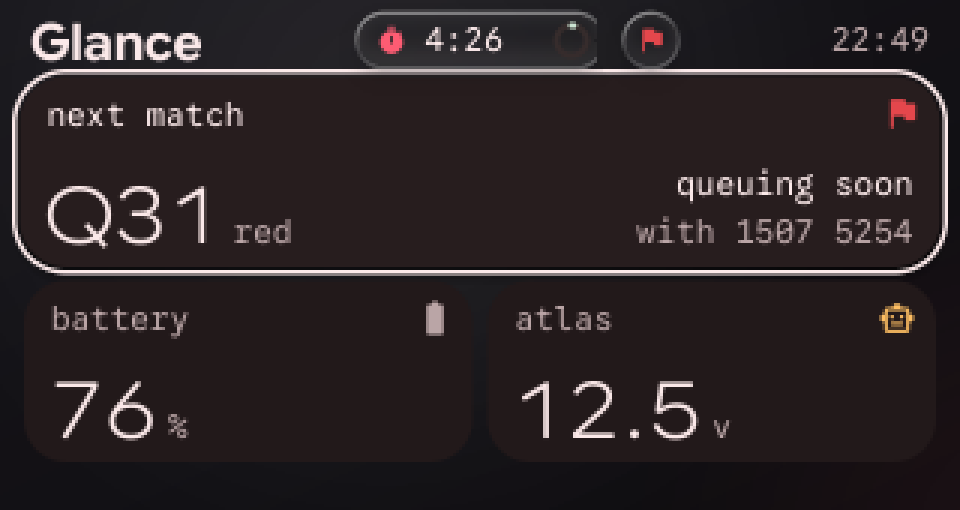 Glance 4:26 22:49
next match
queuing soon
Q31 red with 1507 5254
battery atlas
76 % 12.5 v